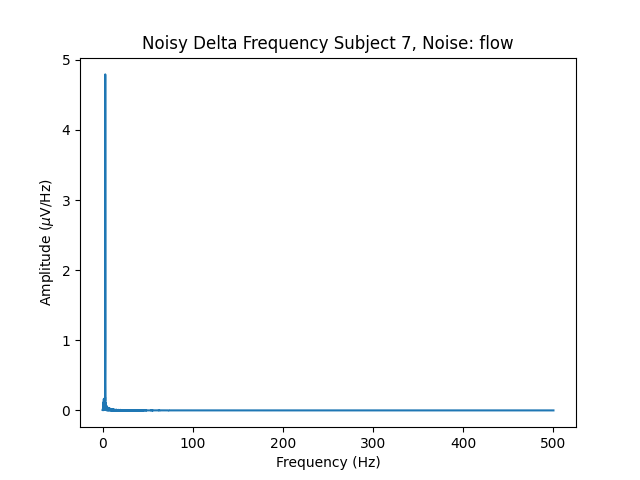 Noisy Delta Frequency Subject 7, Noise: flow
Amplitude (μV/Hz)
5
4
3
2
1
0
0 100 200 300 400 500
Frequency (Hz)